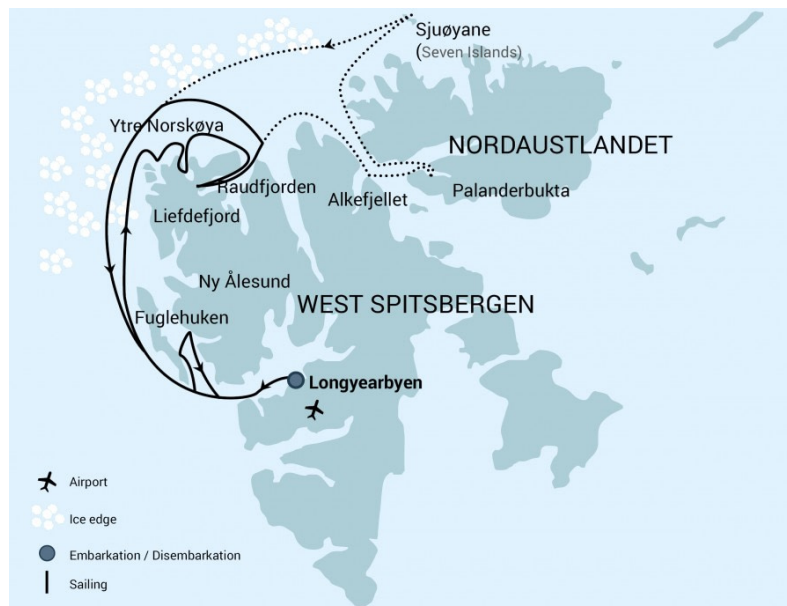 Sjuøyane
(Seven Islands)
Ytre Norskøya
NORDAUSTLANDET
Raudfjorden
Palanderbukta
Alkefjellet
Liefdefjord
Ny Ålesund
WEST SPITSBERGEN
Fuglehuken
Longyearbyen
Airport
Ice edge
Embarkation / Disembarkation
Sailing